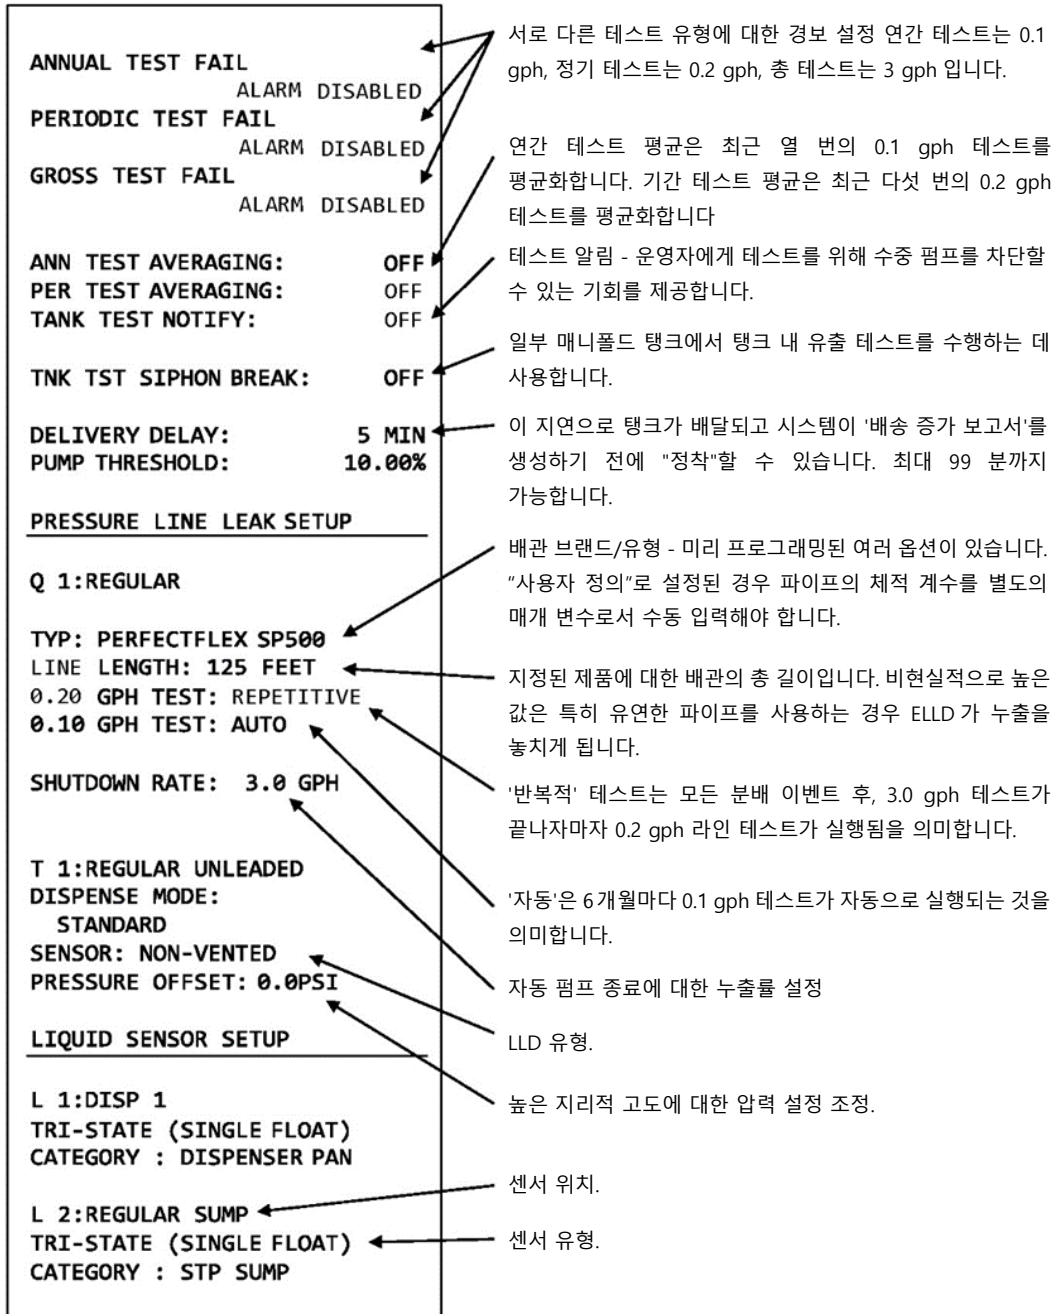 ANNUAL TEST FAIL
ALARM DISABLED
PERIODIC TEST FAIL
ALARM DISABLED
GROSS TEST FAIL
ALARM DISABLED
ANN TEST AVERAGING: OFF
PER TEST AVERAGING: OFF
TANK TEST NOTIFY: OFF
TNK TST SIPHON BREAK: OFF
DELIVERY DELAY: 5 MIN
PUMP THRESHOLD: 10.00%
PRESSURE LINE LEAK SETUP
Q 1:REGULAR
TYP: PERFECTFLEX SP500
LINE LENGTH: 125 FEET
0.20 GPH TEST: REPETITIVE
0.10 GPH TEST: AUTO
SHUTDOWN RATE: 3.0 GPH
T 1:REGULAR UNLEADED
DISPENSE MODE:
STANDARD
SENSOR: NON-VENTED
PRESSURE OFFSET: 0.0PSI
LIQUID SENSOR SETUP
L 1:DISP 1
TRI-STATE (SINGLE FLOAT)
CATEGORY : DISPENSER PAN
L 2:REGULAR SUMP
TRI-STATE (SINGLE FLOAT)
CATEGORY : STP SUMP
서로 다른 테스트 유형에 대한 경보 설정 연간 테스트는 0.1
gph, 정기 테스트는 0.2 gph, 총 테스트는 3 gph 입니다.
연간 테스트 평균은 최근 열 번의 0.1 gph 테스트를
평균화합니다. 기간 테스트 평균은 최근 다섯 번의 0.2 gph
테스트를 평균화합니다
테스트 알림 - 운영자에게 테스트를 위해 수중 펌프를 차단할
수 있는 기회를 제공합니다.
일부 매니폴드 탱크에서 탱크 내 유출 테스트를 수행하는 데
사용합니다.
이 지연으로 탱크가 배달되고 시스템이 '배송 증가 보고서'를
생성하기 전에 "정착"할 수 있습니다. 최대 99 분까지
가능합니다.
배관 브랜드/유형 - 미리 프로그래밍된 여러 옵션이 있습니다.
“사용자 정의”로 설정된 경우 파이프의 체적 계수를 별도의
매개 변수로서 수동 입력해야 합니다.
지정된 제품에 대한 배관의 총 길이입니다. 비현실적으로 높은
값은 특히 유연한 파이프를 사용하는 경우 ELLD 가 누출을
놓치게 됩니다.
'반복적' 테스트는 모든 분배 이벤트 후, 3.0 gph 테스트가
끝나자마자 0.2 gph 라인 테스트가 실행됨을 의미합니다.
'자동'은 6 개월마다 0.1 gph 테스트가 자동으로 실행되는 것을
의미합니다.
자동 펌프 종료에 대한 누출률 설정
LLD 유형.
높은 지리적 고도에 대한 압력 설정 조정.
센서 위치.
센서 유형.